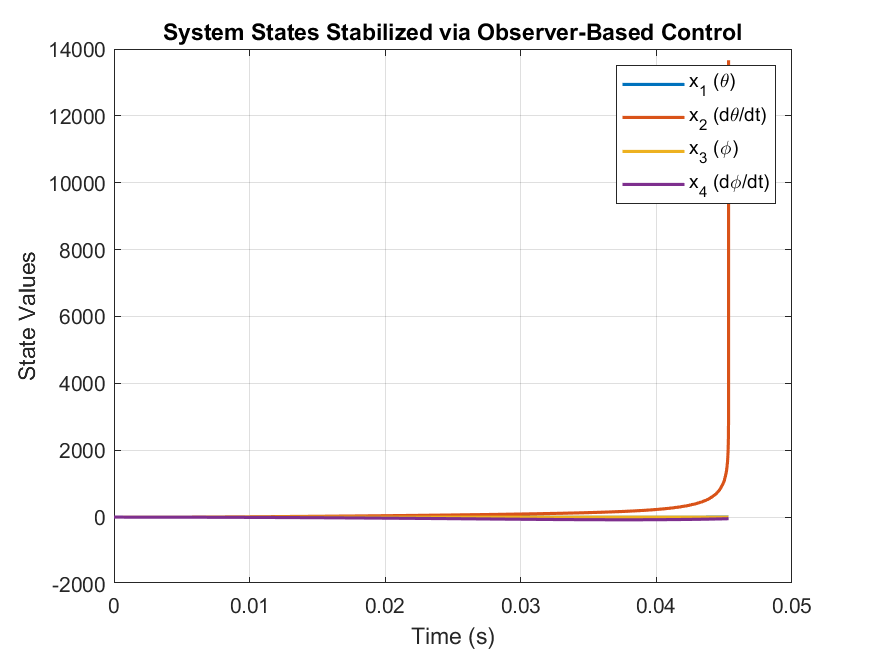 System States Stabilized via Observer-Based Control
14000
12000
10000
8000
6000
4000
2000
0
-2000
State Values
x₁ (θ)
x₂ (dθ/dt)
x₃ (ϕ)
x₄ (dϕ/dt)
0 0.01 0.02 0.03 0.04 0.05
Time (s)